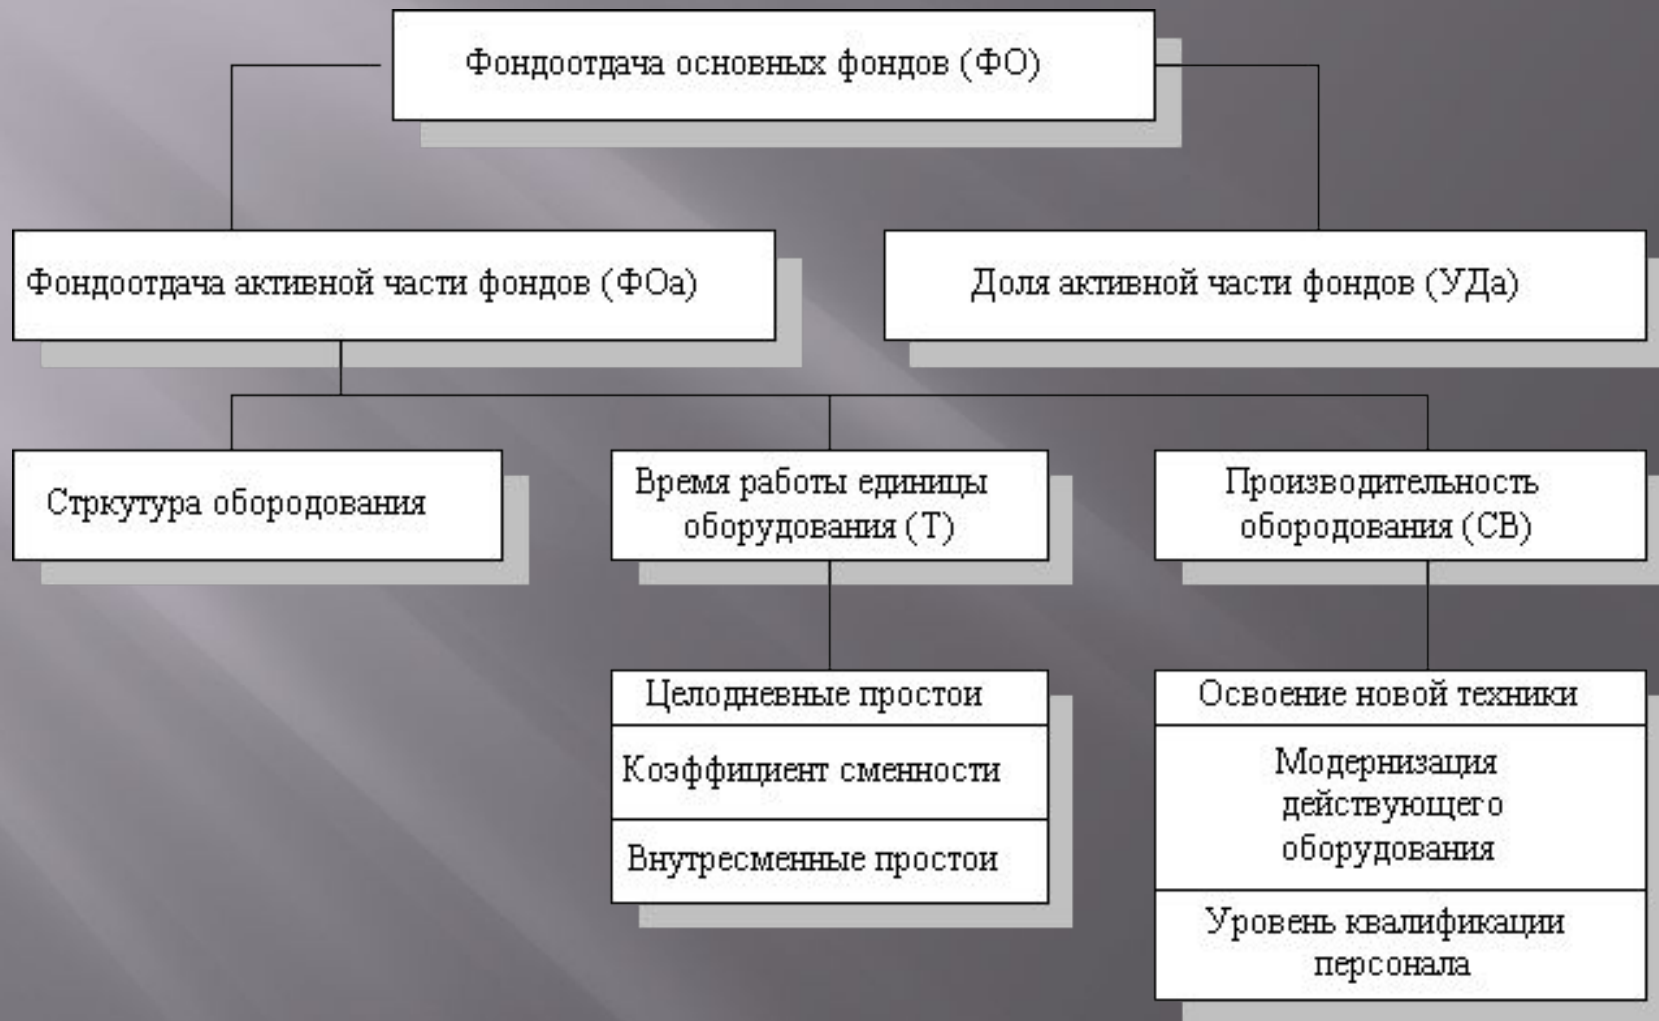 Фондоотдача основных фондов (ФО)
Фондоотдача активной части фондов (ФОа)
Доля активной части фондов (УДа)
Стркутура обородования
Время работы единицы
оборудования (Т)
Производительность
обородования (СВ)
Целодневные простои
Коэффициент сменности
Внутресменные простои
Освоение новой техники
Модернизация
действующего
оборудования
Уровень квалификации
персонала